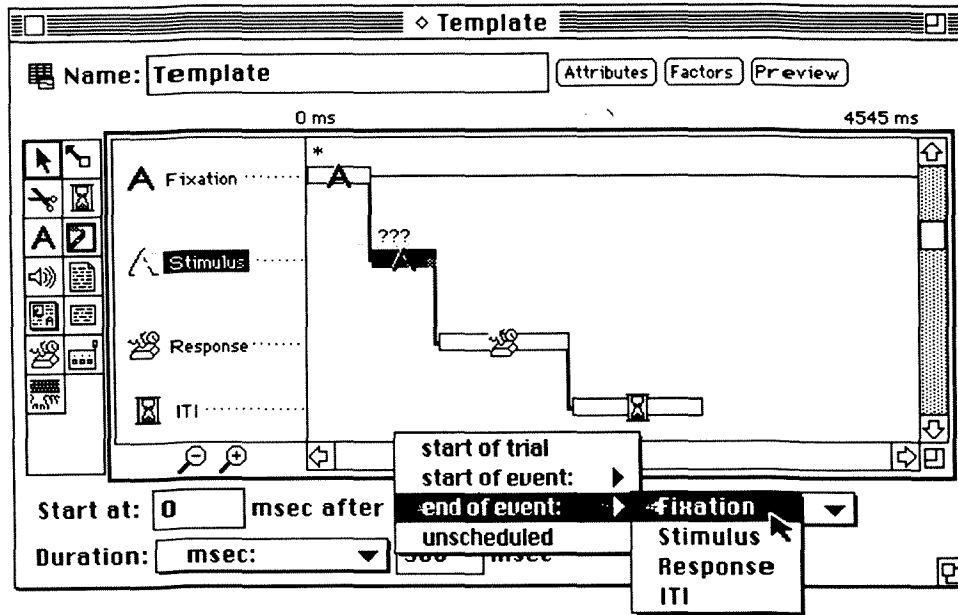 Template
Name: Template Attributes Factors Preview
0 ms 4545 ms
*
A Fixation A
???
A Stimulus A
Response
ITI
start of trial
start of event:
Start at: 0 msec after end of event: Fixation
unscheduled Stimulus
Duration: msec: msec
Response
ITI